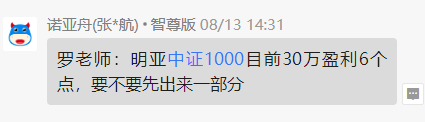 诺亚舟(张*航) • 智尊版 08/13 14:31
罗老师：明亚中证1000目前30万盈利6个
点，要不要先出来一部分